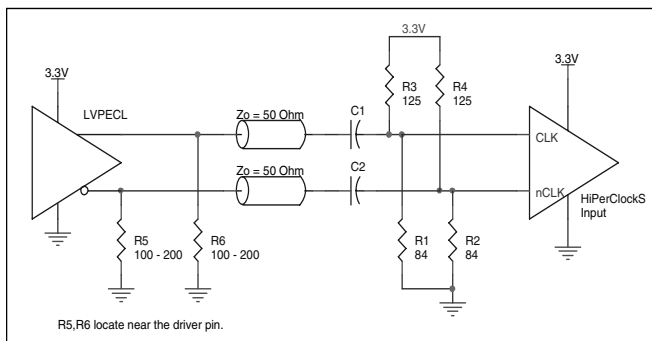 3.3V
3.3V
3.3V
R3
125
R4
125
LVPECL
Zo = 50 Ohm
C1
CLK
Zo = 50 Ohm
C2
nCLK
HiPerClockS
Input
R5
100 - 200
R6
100 - 200
R1
84
R2
84
R5,R6 locate near the driver pin.